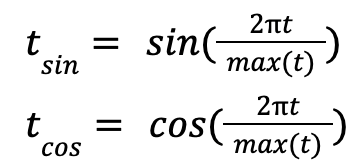 t_sin = sin(2πt/max(t))
t_cos = cos(2πt/max(t))